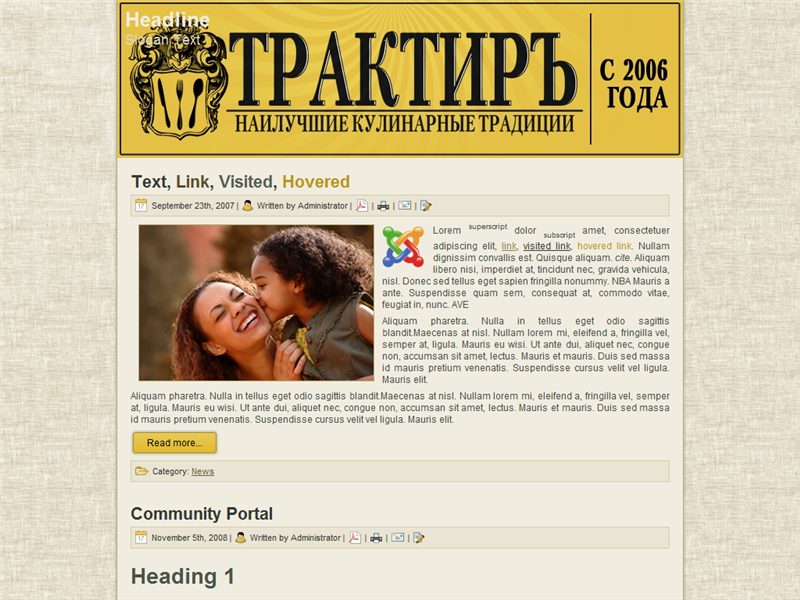 Headline
Slogan Text
ТРАКТИРЪ
С 2006
ГОДА
НАИЛУЧШИЕ КУЛИНАРНЫЕ ТРАДИЦИИ
Text, Link, Visited, Hovered
September 23th, 2007 | Written by Administrator | | | |
Lorem superscript dolor subscript amet, consectetuer
adipiscing elit, link, visited link, hovered link. Nullam
dignissim convallis est. Quisque aliquam. cite. Aliquam
libero nisi, imperdiet at, tincidunt nec, gravida vehicula,
nisl. Donec sed tellus eget sapien fringilla nonummy. NBA Mauris a
ante. Suspendisse quam sem, consequat at, commodo vitae,
feugiat in, nunc. AVE
Aliquam pharetra. Nulla in tellus eget odio sagittis
blandit.Maecenas at nisl. Nullam lorem mi, eleifend a, fringilla vel,
semper at, ligula. Mauris eu wisi. Ut ante dui, aliquet nec, congue
non, accumsan sit amet, lectus. Mauris et mauris. Duis sed massa
id mauris pretium venenatis. Suspendisse cursus velit vel ligula.
Mauris elit.
Aliquam pharetra. Nulla in tellus eget odio sagittis blandit.Maecenas at nisl. Nullam lorem mi, eleifend a, fringilla vel, semper
at, ligula. Mauris eu wisi. Ut ante dui, aliquet nec, congue non, accumsan sit amet, lectus. Mauris et mauris. Duis sed massa
id mauris pretium venenatis. Suspendisse cursus velit vel ligula. Mauris elit.
Read more...
Category: News
Community Portal
November 5th, 2008 | Written by Administrator | | | |
Heading 1